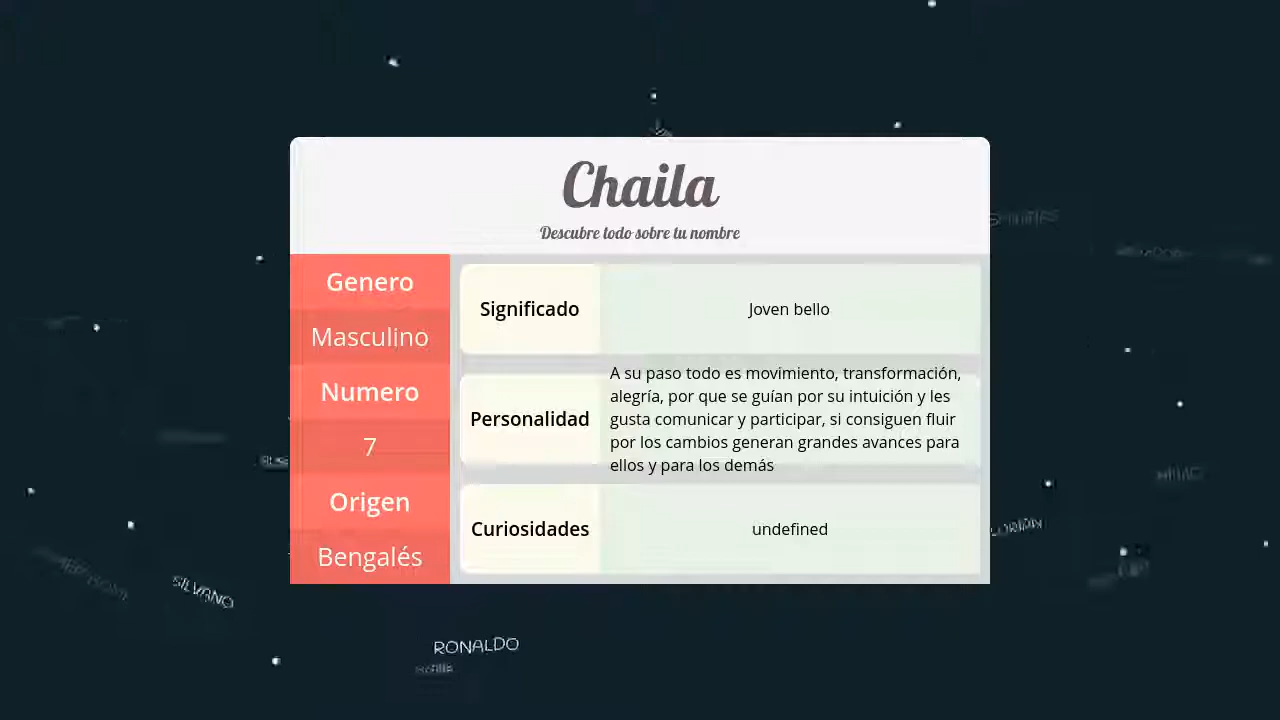 Chaila
Descubre todo sobre tu nombre
Genero
Masculino
Numero
7
Origen
Bengalés
Significado
Joven bello
Personalidad
A su paso todo es movimiento, transformación,
alegría, por que se guían por su intuición y les
gusta comunicar y participar, si consiguen fluir
por los cambios generan grandes avances para
ellos y para los demás
Curiosidades
undefined
SILVANO
RONALDO